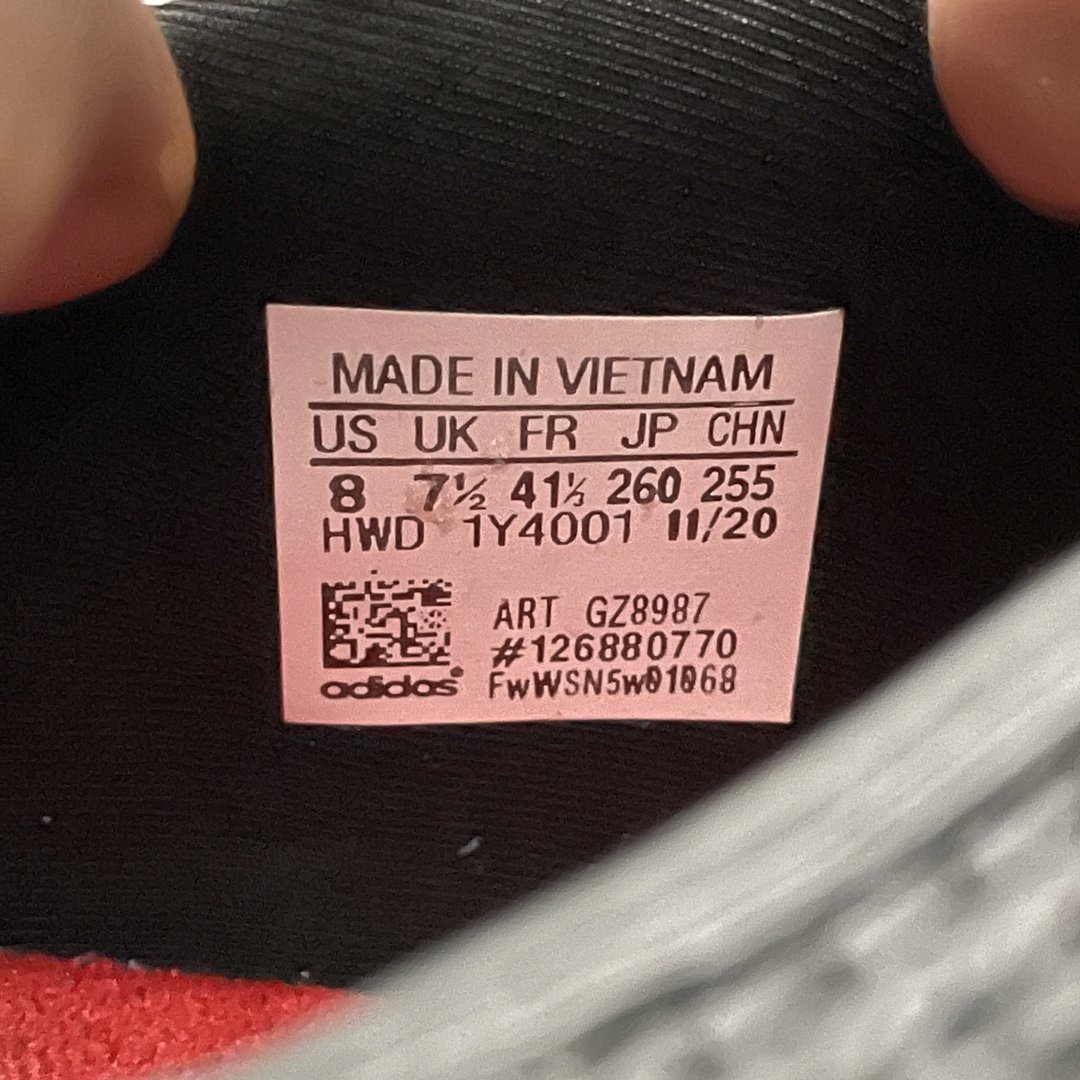 MADE IN VIETNAM
US UK FR JP CHN
8 7½ 41⅓ 260 255
HWD 1Y4001 11/20
ART GZ8987
#126880770
adidas FwWSN5w01068